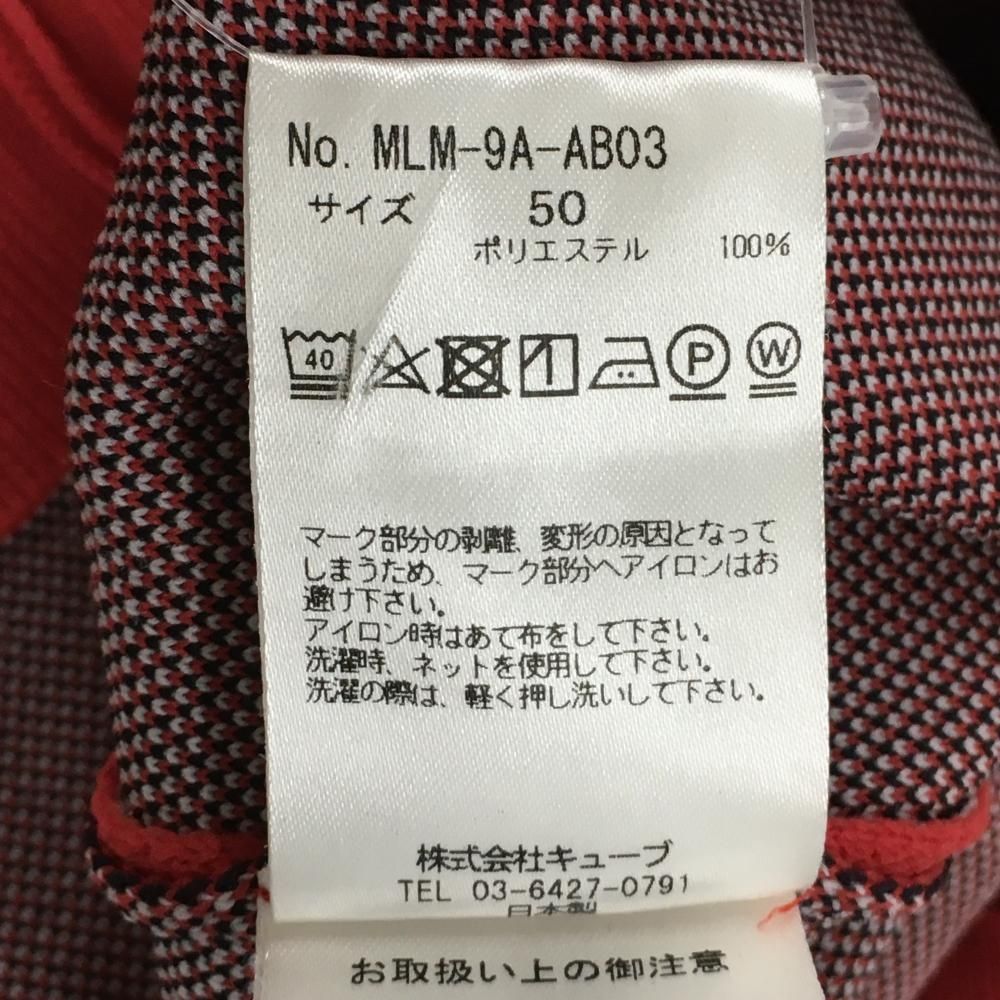 No. MLM-9A-AB03
サイズ 50
ポリエステル 100%
40 P W
マーク部分の剥離、変形の原因となって
しまうため、マーク部分へアイロンはお
避け下さい。
アイロン時はあて布をして下さい。
洗濯時、ネットを使用して下さい。
洗濯の際は、軽く押し洗いして下さい。
株式会社キューブ
TEL 03-6427-0791
日本製
お取扱い上の御注意